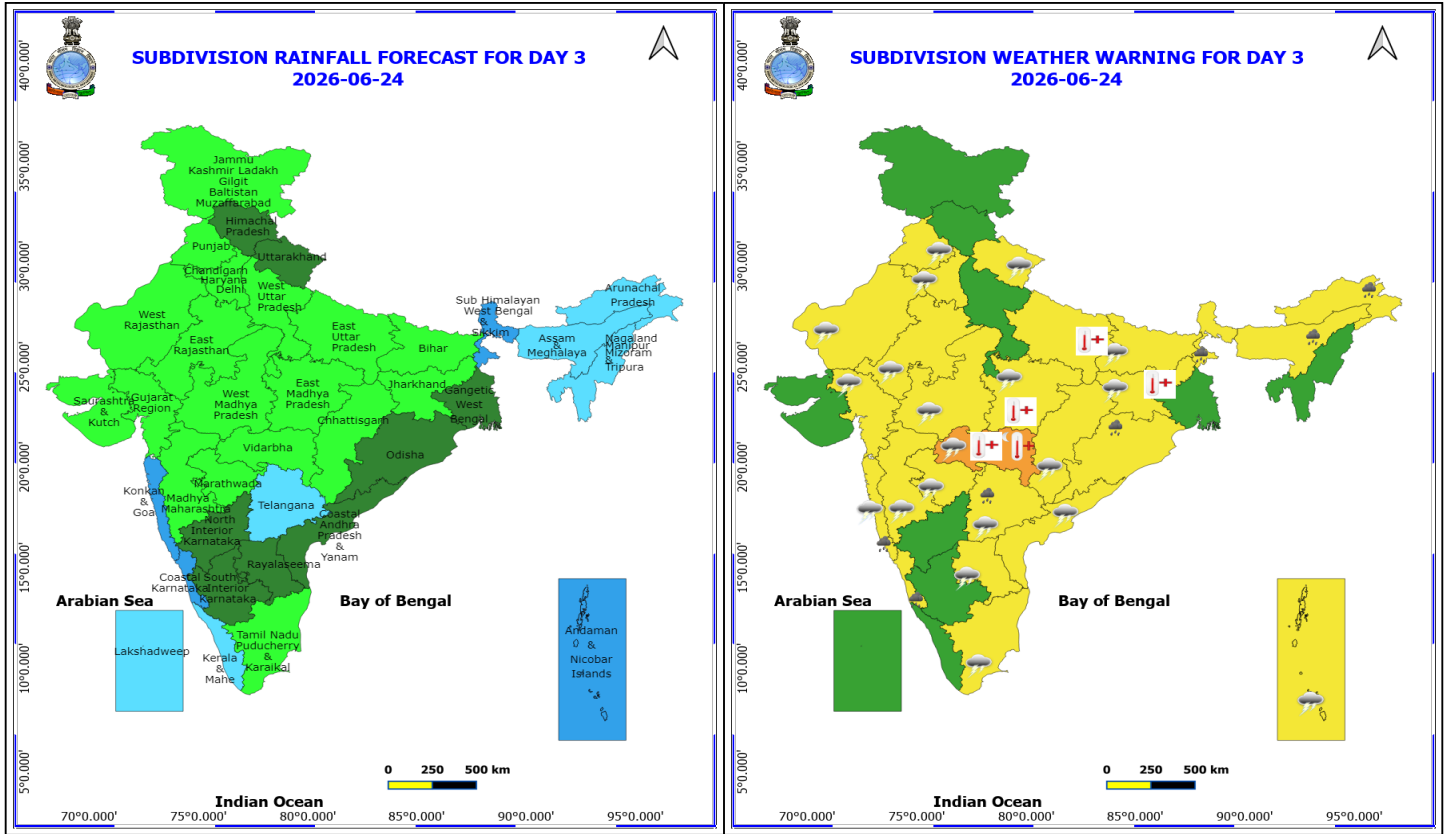 SUBDIVISION RAINFALL FORECAST FOR DAY 3
2026-06-24
40°0.000'
35°0.000'
30°0.000'
25°0.000'
20°0.000'
15°0.000'
10°0.000'
5°0.000'
Jammu
Kashmir Ladakh
Gilgit
Baltistan
Muzaffarabad
Himachal
Pradesh
Punjab
Uttarakhand
Chandigarh
Haryana
Delhi
West
Uttar
Pradesh
West
Rajasthan
East
Rajasthan
East
Uttar
Pradesh
Bihar
Sub Himalayan
West Bengal
&
Sikkim
Arunachal
Pradesh
Assam
&
Meghalaya
Nagaland
Manipur
Mizoram
&
Tripura
Saurashtra
&
Kutch
Gujarat
Region
West
Madhya
Pradesh
East
Madhya
Pradesh
Jharkhand
Gangetic
West
Bengal
Chhattisgarh
Vidarbha
Odisha
Konkan
&
Goa
Madhya
Maharashtra
Marathwada
Telangana
North
Interior
Karnataka
Coastal
Andhra
Pradesh
&
Yanam
Rayalaseema
Coastal
Karnataka
South
Interior
Karnataka
Arabian Sea
Bay of Bengal
Lakshadweep
Kerala
&
Mahe
Tamil Nadu
Puducherry
&
Karaikal
Andaman
&
Nicobar
Islands
0 250 500 km
Indian Ocean
70°0.000' 75°0.000' 80°0.000' 85°0.000' 90°0.000' 95°0.000'
SUBDIVISION WEATHER WARNING FOR DAY 3
2026-06-24
40°0.000'
35°0.000'
30°0.000'
25°0.000'
20°0.000'
15°0.000'
10°0.000'
5°0.000'
Arabian Sea
Bay of Bengal
0 250 500 km
Indian Ocean
70°0.000' 75°0.000' 80°0.000' 85°0.000' 90°0.000' 95°0.000'